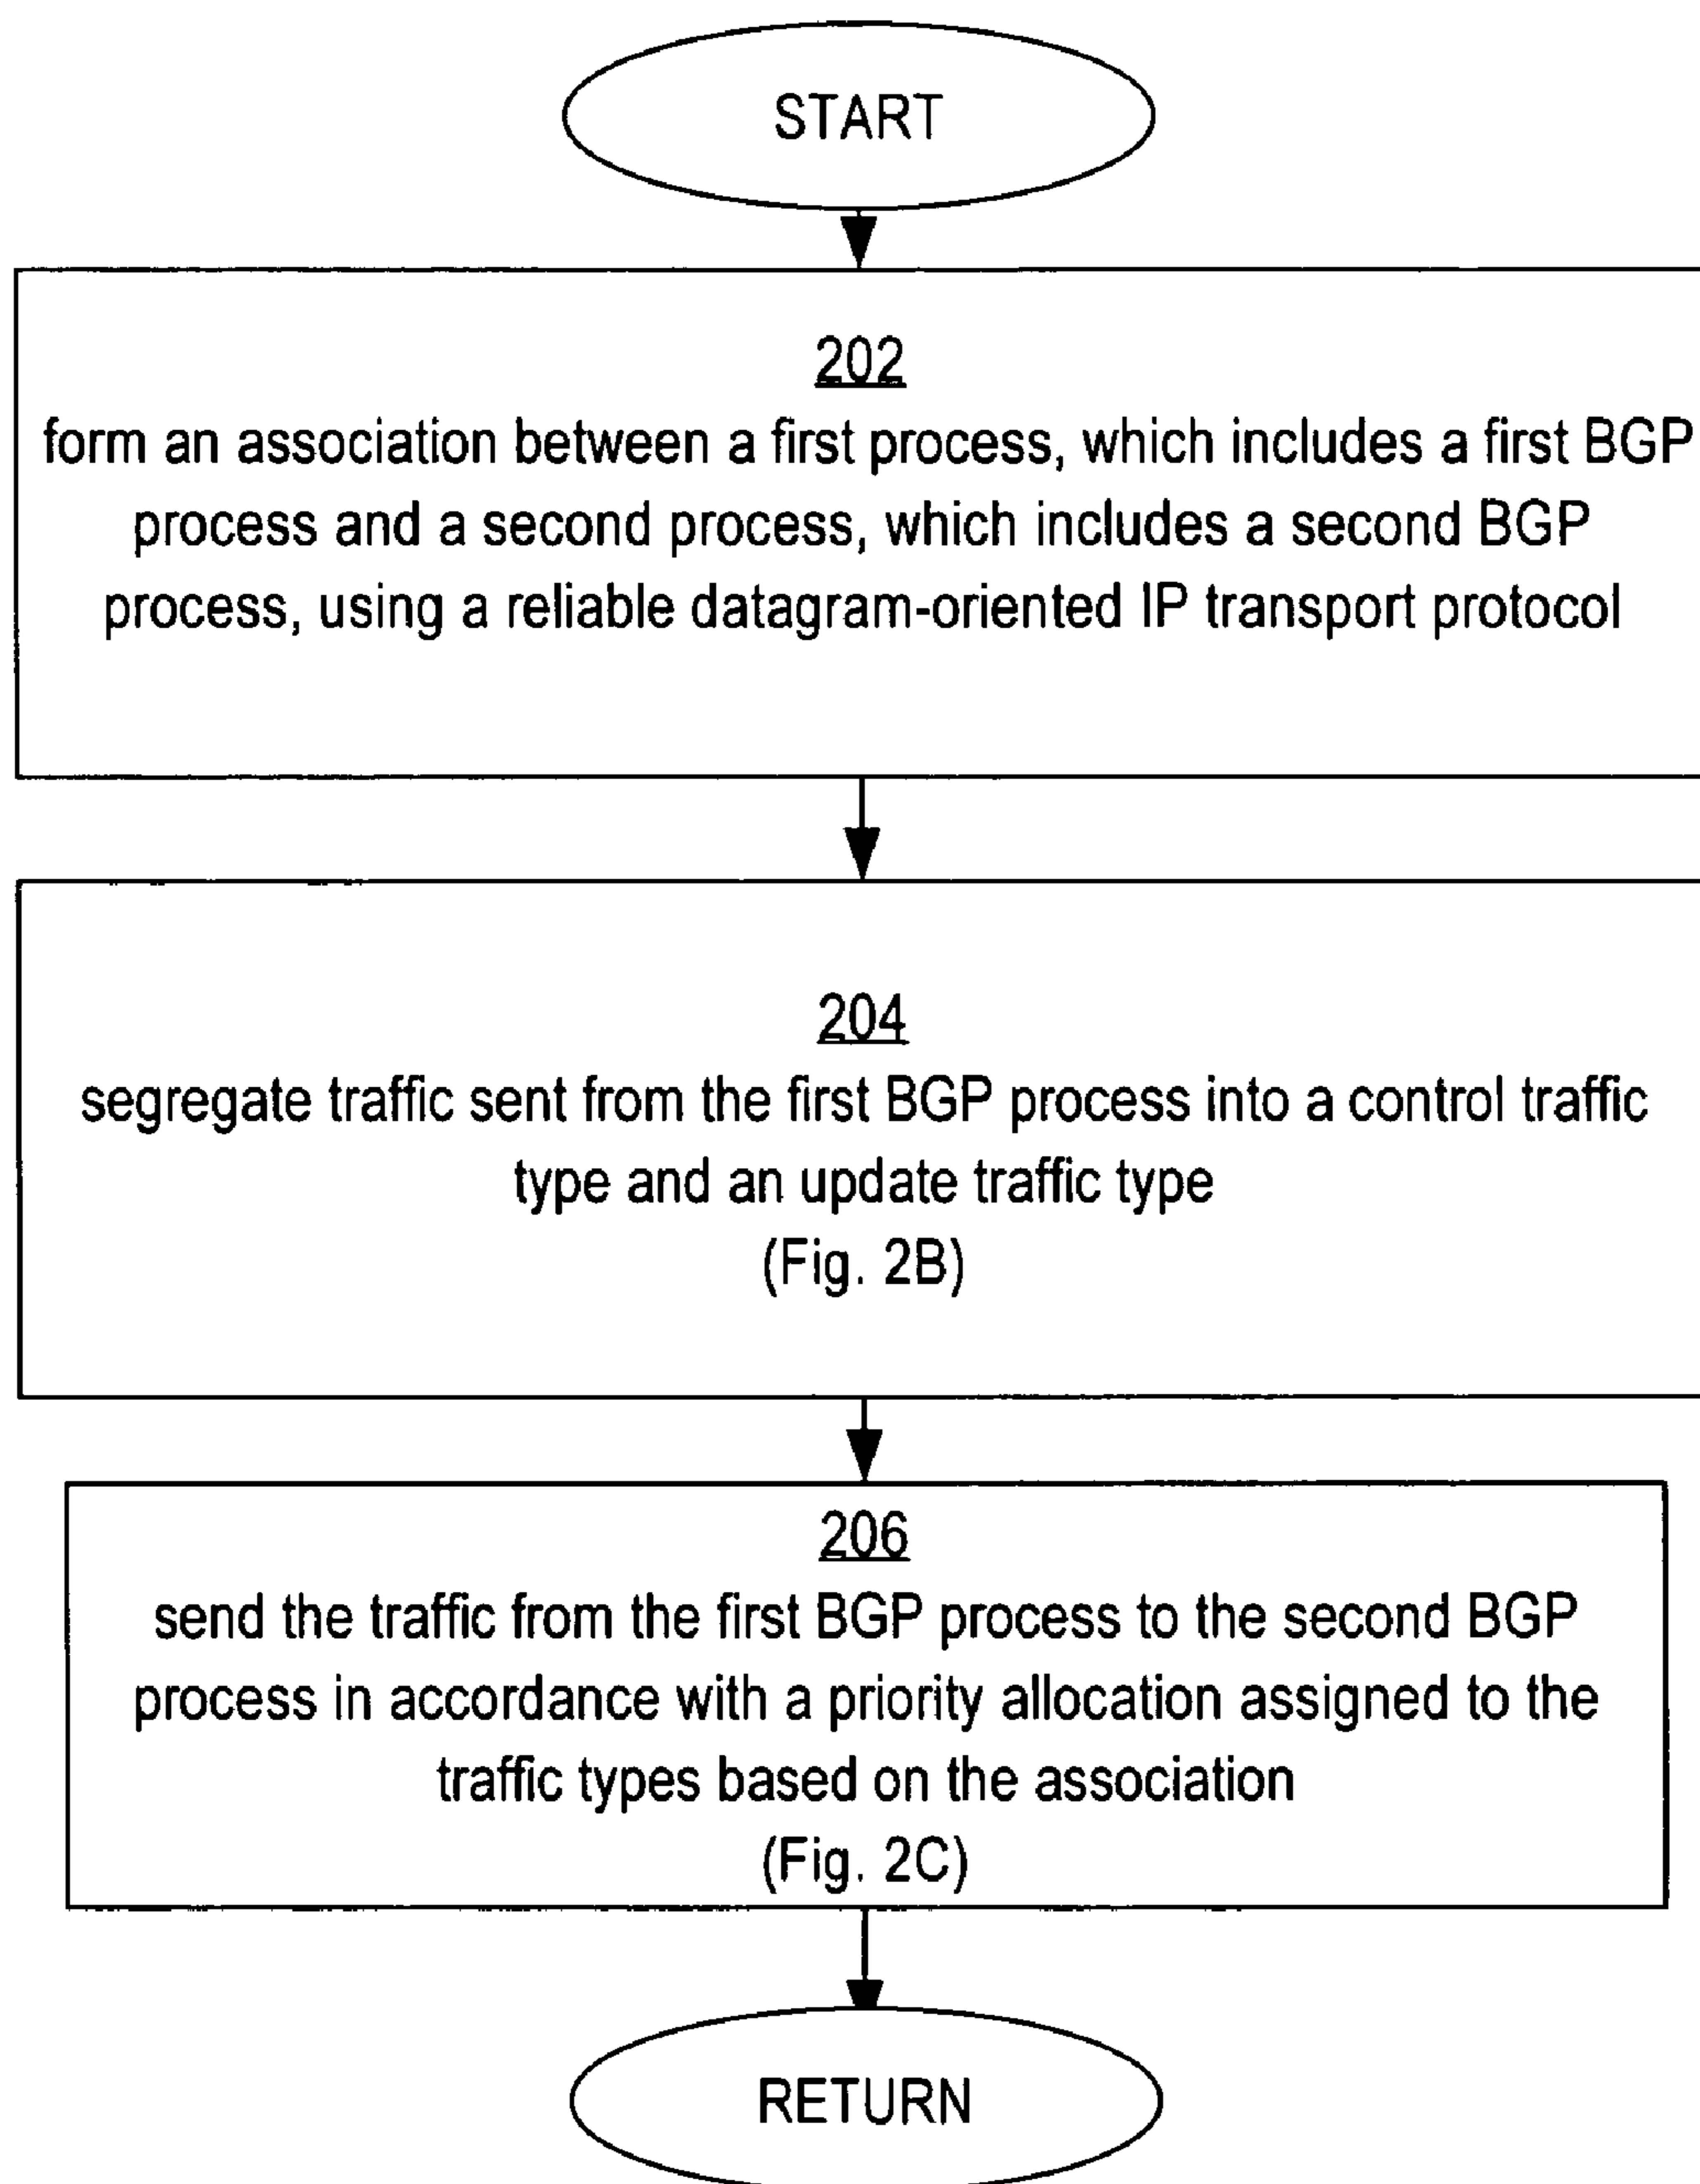 START
202
form an association between a first process, which includes a first BGP
process and a second process, which includes a second BGP
process, using a reliable datagram-oriented IP transport protocol
204
segregate traffic sent from the first BGP process into a control traffic
type and an update traffic type
(Fig. 2B)
206
send the traffic from the first BGP process to the second BGP
process in accordance with a priority allocation assigned to the
traffic types based on the association
(Fig. 2C)
RETURN